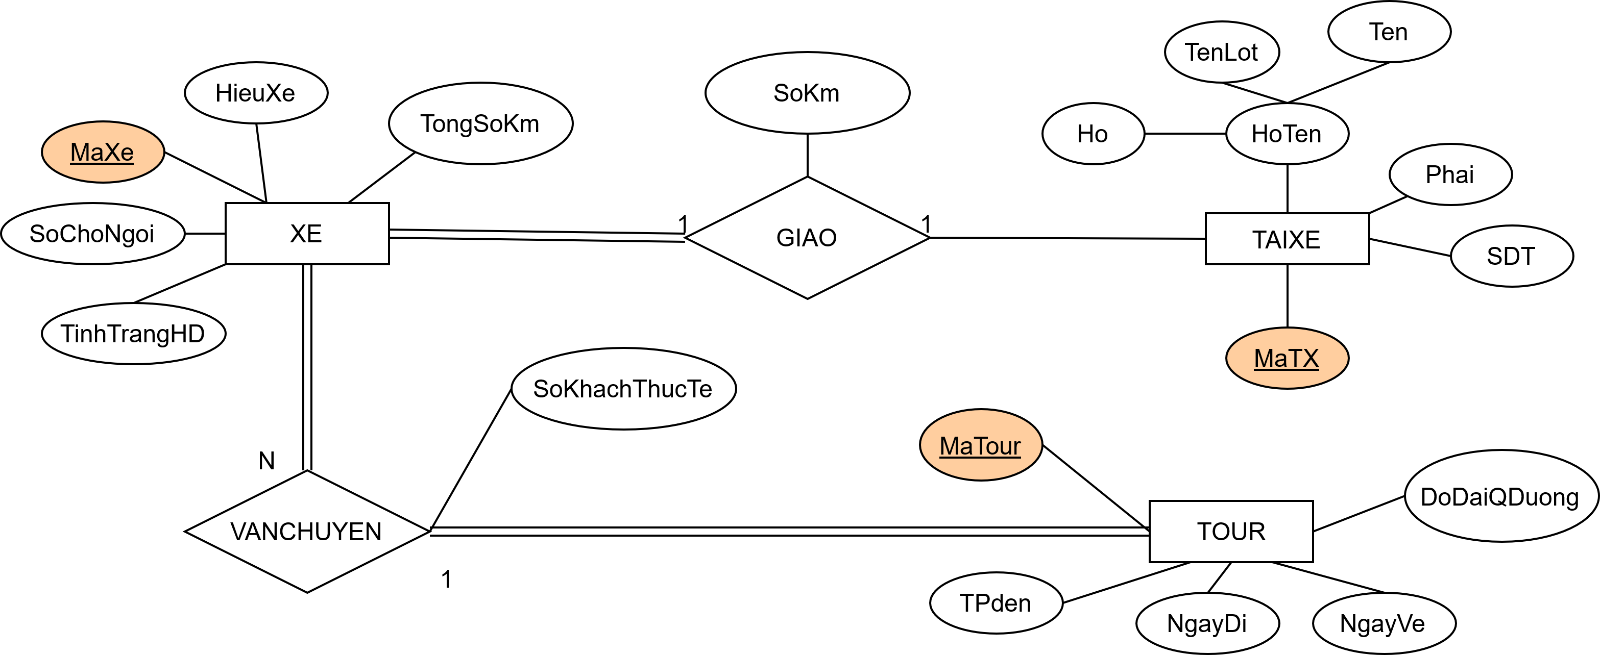 Ten
TenLot
HieuXe
SoKm
TongSoKm
Ho
HoTen
MaXe
Phai
1
1
SoChoNgoi
XE
GIAO
TAIXE
SDT
TinhTrangHD
MaTX
SoKhachThucTe
MaTour
N
DoDaiQDuong
VANCHUYEN
TOUR
1
TPden
NgayDi
NgayVe